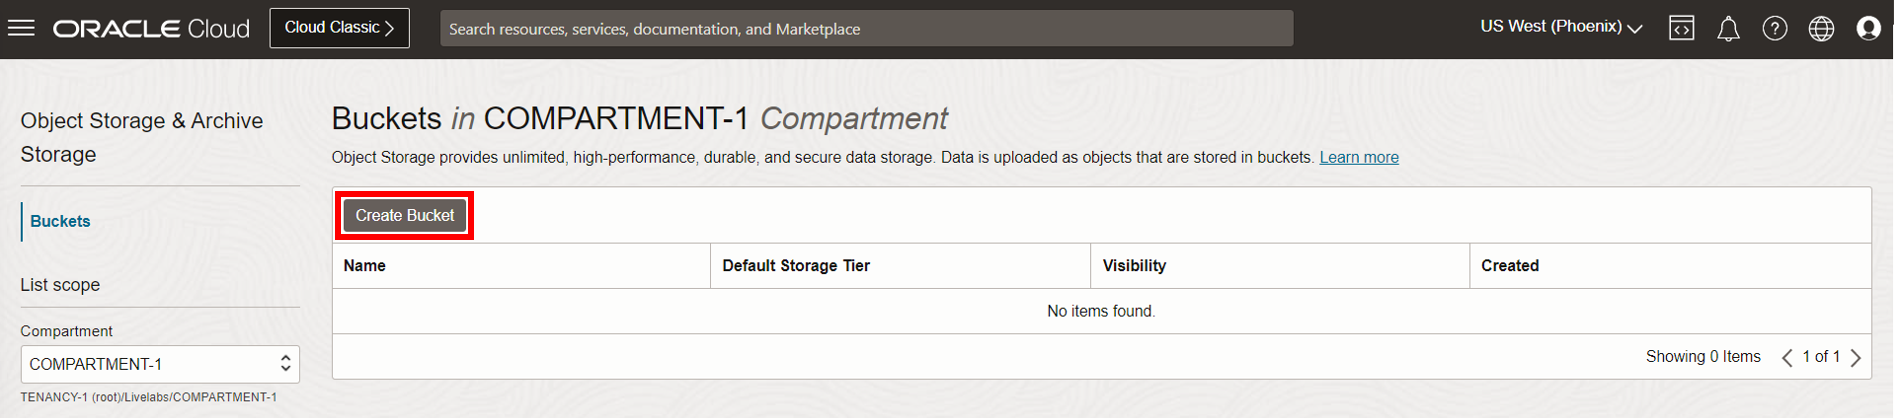 ORACLE Cloud
Cloud Classic
Search resources, services, documentation, and Marketplace
US West (Phoenix)
Object Storage & Archive
Storage
Buckets
List scope
Compartment
COMPARTMENT-1
TENANCY-1 (root)/Livelabs/COMPARTMENT-1
Buckets in COMPARTMENT-1 Compartment
Object Storage provides unlimited, high-performance, durable, and secure data storage. Data is uploaded as objects that are stored in buckets. Learn more
Create Bucket
Name Default Storage Tier Visibility Created
No items found.
Showing 0 Items 1 of 1